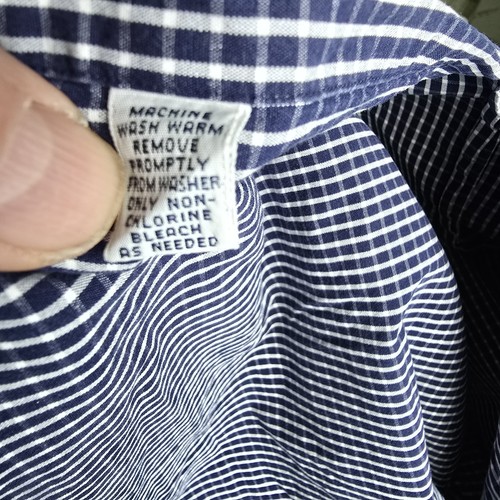 MACHINE
WASH WARM
REMOVE
PROMPTLY
FROM WASHER
ONLY NON-
CHLORINE
BLEACH
AS NEEDED